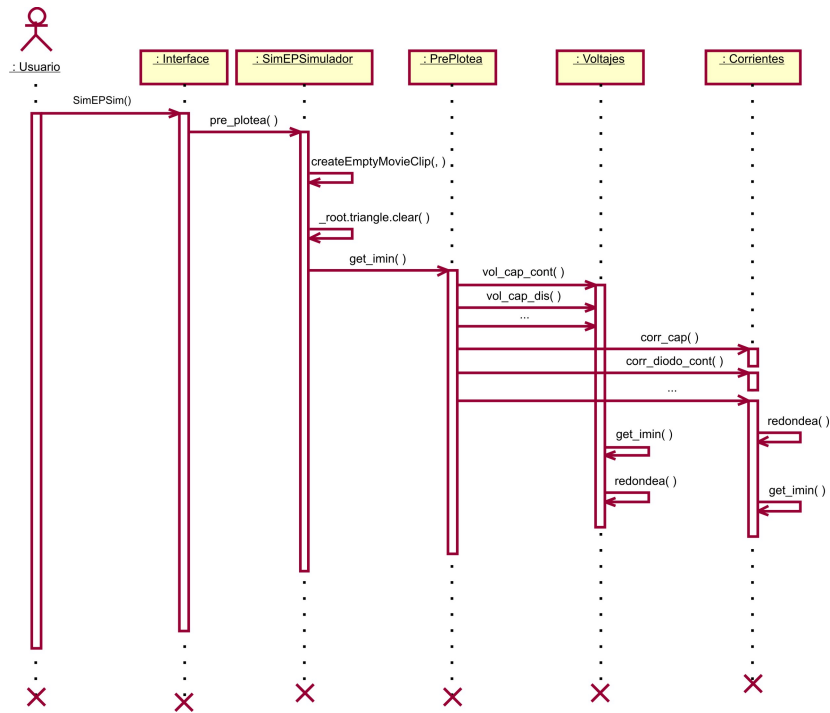 : Usuario
: Interface
: SimEPSimulador
: PrePlotea
: Voltajes
: Corrientes
SimEPSim()
pre_plotea( )
createEmptyMovieClip(, )
_root.triangle.clear( )
get_imin( )
vol_cap_cont( )
vol_cap_dis( )
...
corr_cap( )
corr_diodo_cont( )
...
redondea( )
get_imin( )
redondea( )
get_imin( )